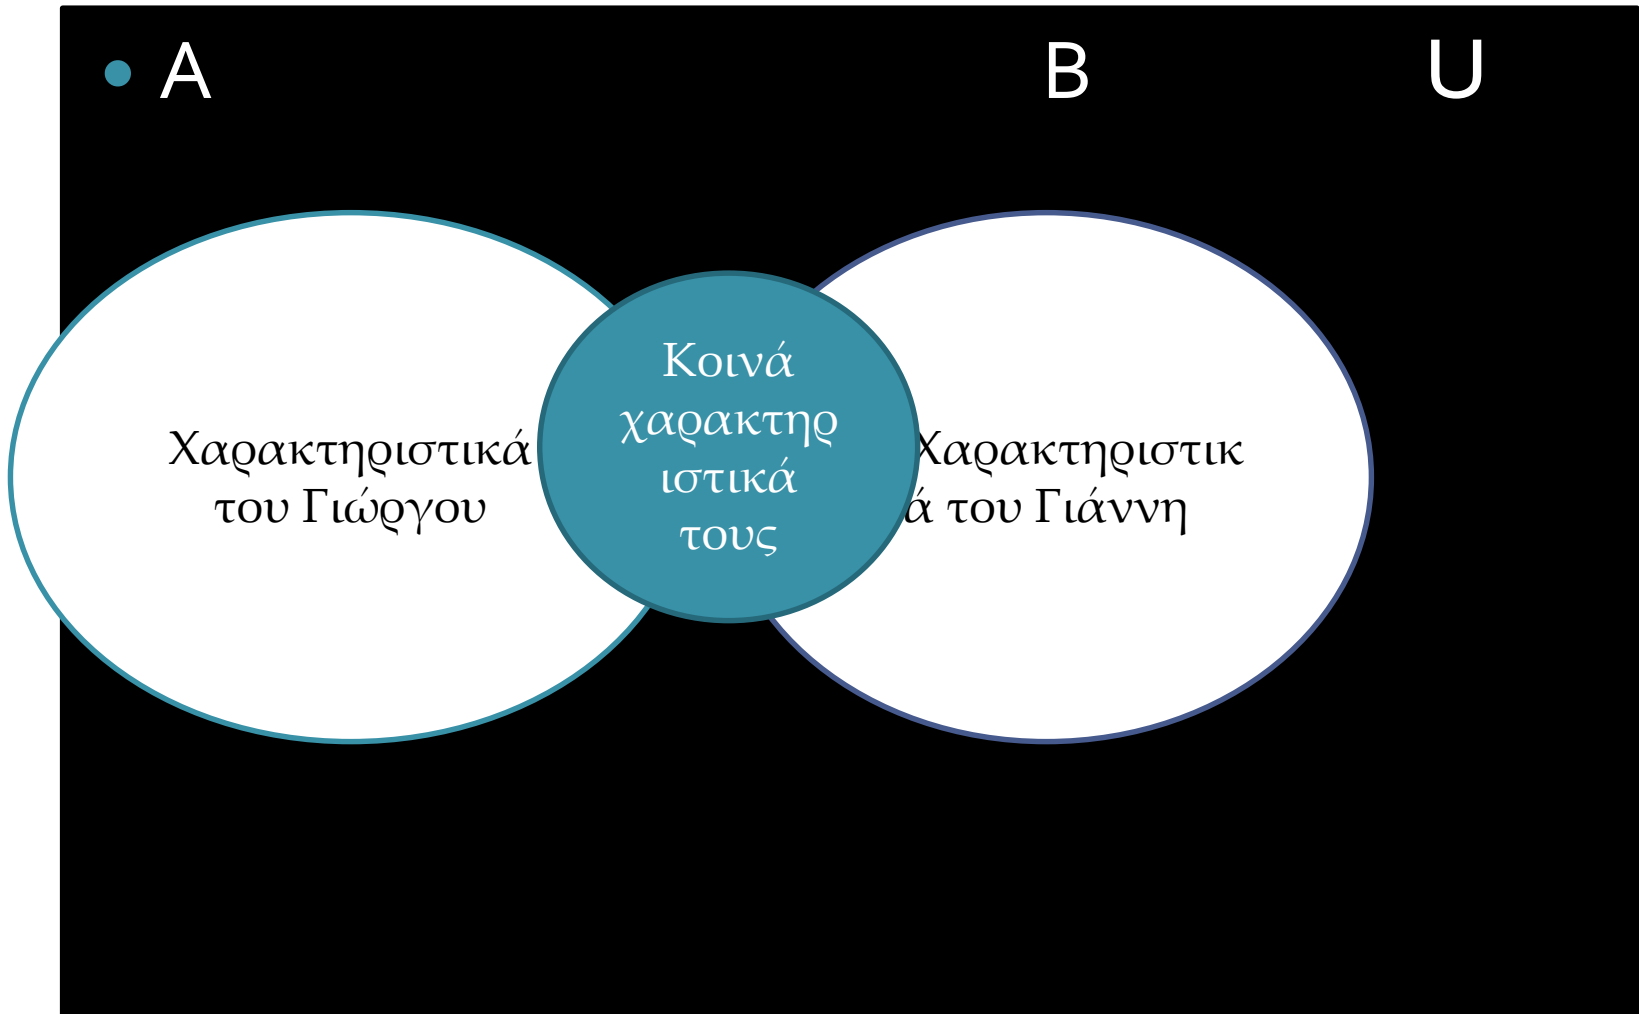 • A B U
Χαρακτηριστικά
του Γιώργου
Κοινά
χαρακτηρ
ιστικά
τους
Χαρακτηριστικ
ά του Γιάννη